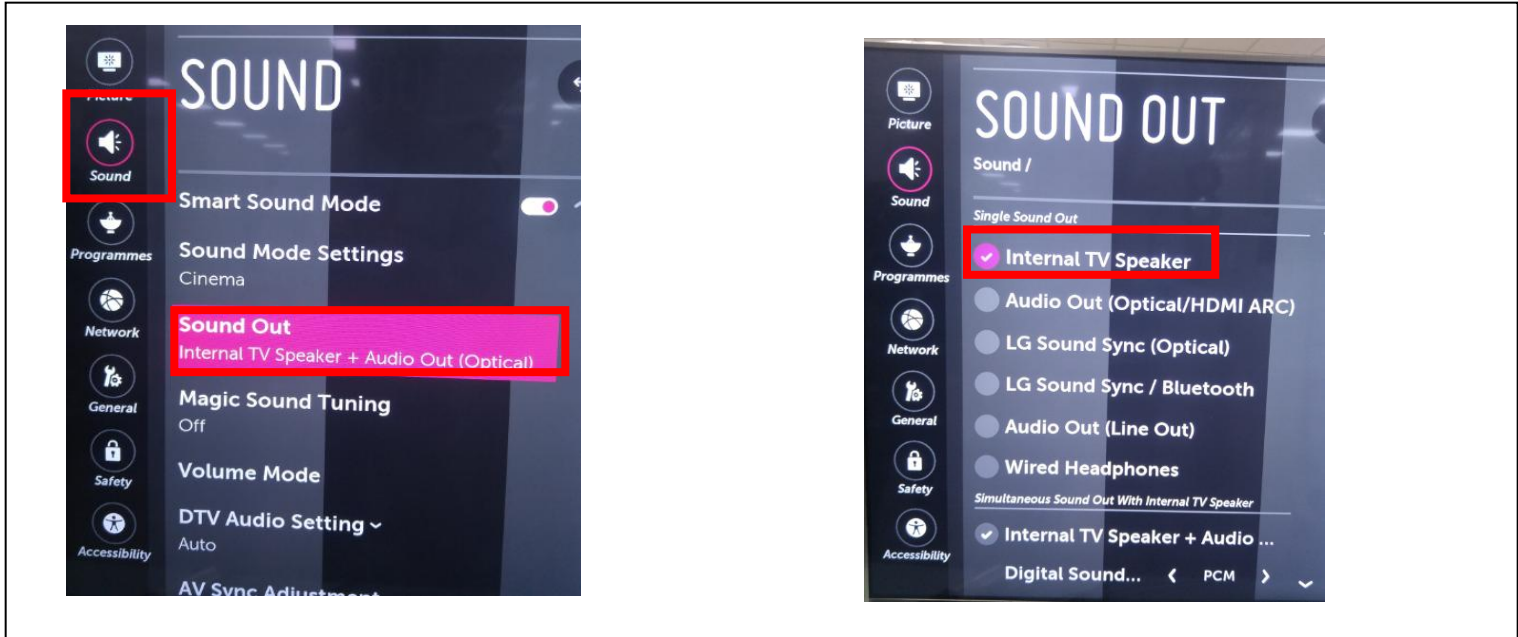 Picture
Sound
Programmes
Network
General
Safety
Accessibility
SOUND
Smart Sound Mode
Sound Mode Settings
Cinema
Sound Out
Internal TV Speaker + Audio Out (Optical)
Magic Sound Tuning
Off
Volume Mode
DTV Audio Setting
Auto
AV Sync Adjustment
Picture
Sound
Programmes
Network
General
Safety
Accessibility
SOUND OUT
Sound /
Single Sound Out
Internal TV Speaker
Audio Out (Optical/HDMI ARC)
LG Sound Sync (Optical)
LG Sound Sync / Bluetooth
Audio Out (Line Out)
Wired Headphones
Simultaneous Sound Out With Internal TV Speaker
Internal TV Speaker + Audio ...
Digital Sound... < PCM >